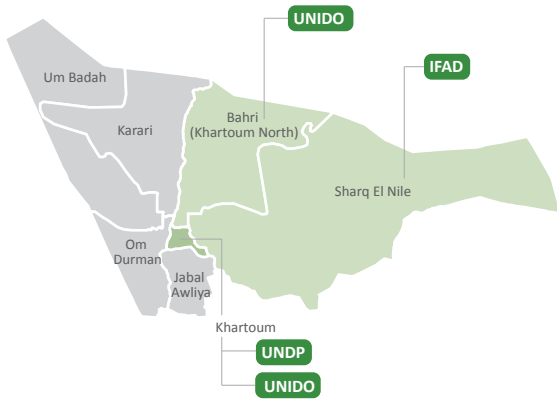 UNIDO
IFAD
Um Badah
Karari
Bahri
(Khartoum North)
Sharq El Nile
Om
Durman
Jabal
Awliya
Khartoum
UNDP
UNIDO